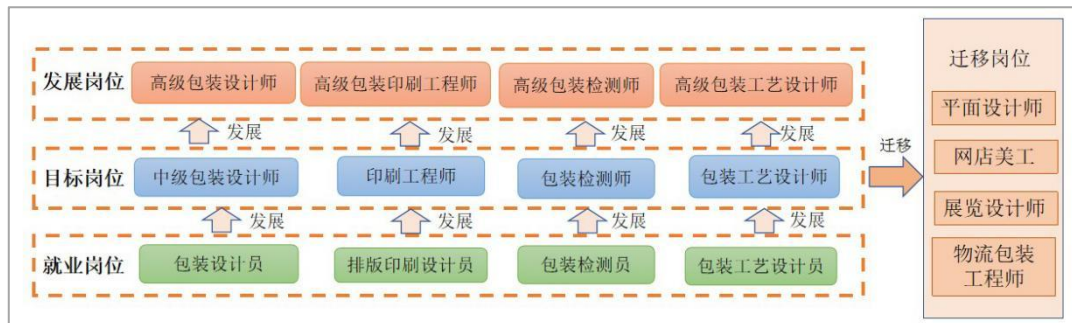 发展岗位
高级包装设计师
高级包装印刷工程师
高级包装检测师
高级包装工艺设计师
发展
发展
发展
发展
目标岗位
中级包装设计师
印刷工程师
包装检测师
包装工艺设计师
发展
发展
发展
发展
就业岗位
包装设计员
排版印刷设计员
包装检测员
包装工艺设计员
迁移
迁移岗位
平面设计师
网店美工
展览设计师
物流包装
工程师